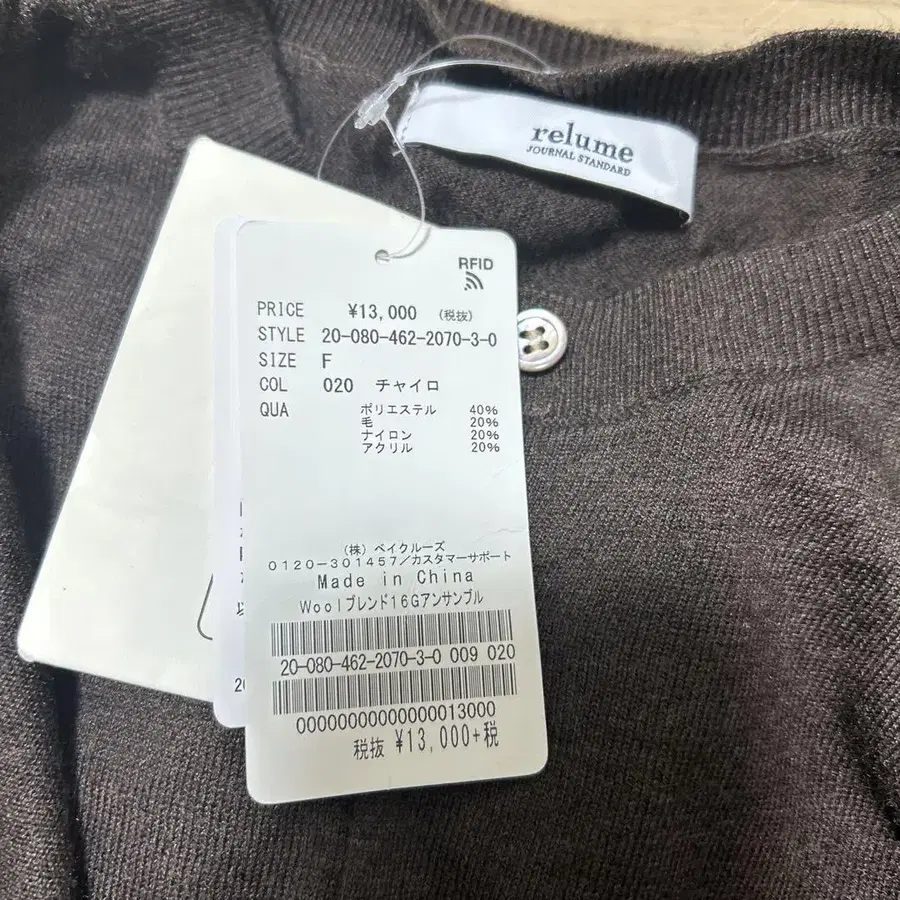 relume
JOURNAL STANDARD
RFID
PRICE ¥13,000 (税抜)
STYLE 20-080-462-2070-3-0
SIZE F
COL 020 チャイロ
QUA ポリエステル 40%
毛 20%
ナイロン 20%
アクリル 20%
(株) ベイクルーズ
0120-301457/カスタマーサポート
Made in China
Woolブレンド16Gアンサンブル
20-080-462-2070-3-0 009 020
0000000000000013000
税抜 ¥13,000+税